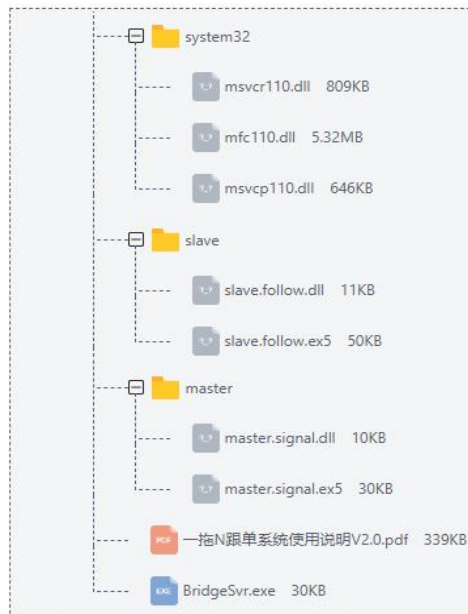 system32
msvcr110.dll 809KB
mfc110.dll 5.32MB
msvcp110.dll 646KB
slave
slave.follow.dll 11KB
slave.follow.ex5 50KB
master
master.signal.dll 10KB
master.signal.ex5 30KB
PDF 一拖N跟单系统使用说明V2.0.pdf 339KB
EXE BridgeSvr.exe 30KB